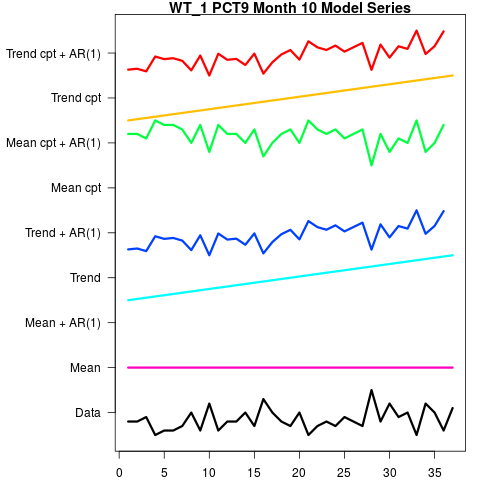 WT_1 PCT9 Month 10 Model Series
Trend cpt + AR(1)
Trend cpt
Mean cpt + AR(1)
Mean cpt
Trend + AR(1)
Trend
Mean + AR(1)
Mean
Data
0 5 10 15 20 25 30 35